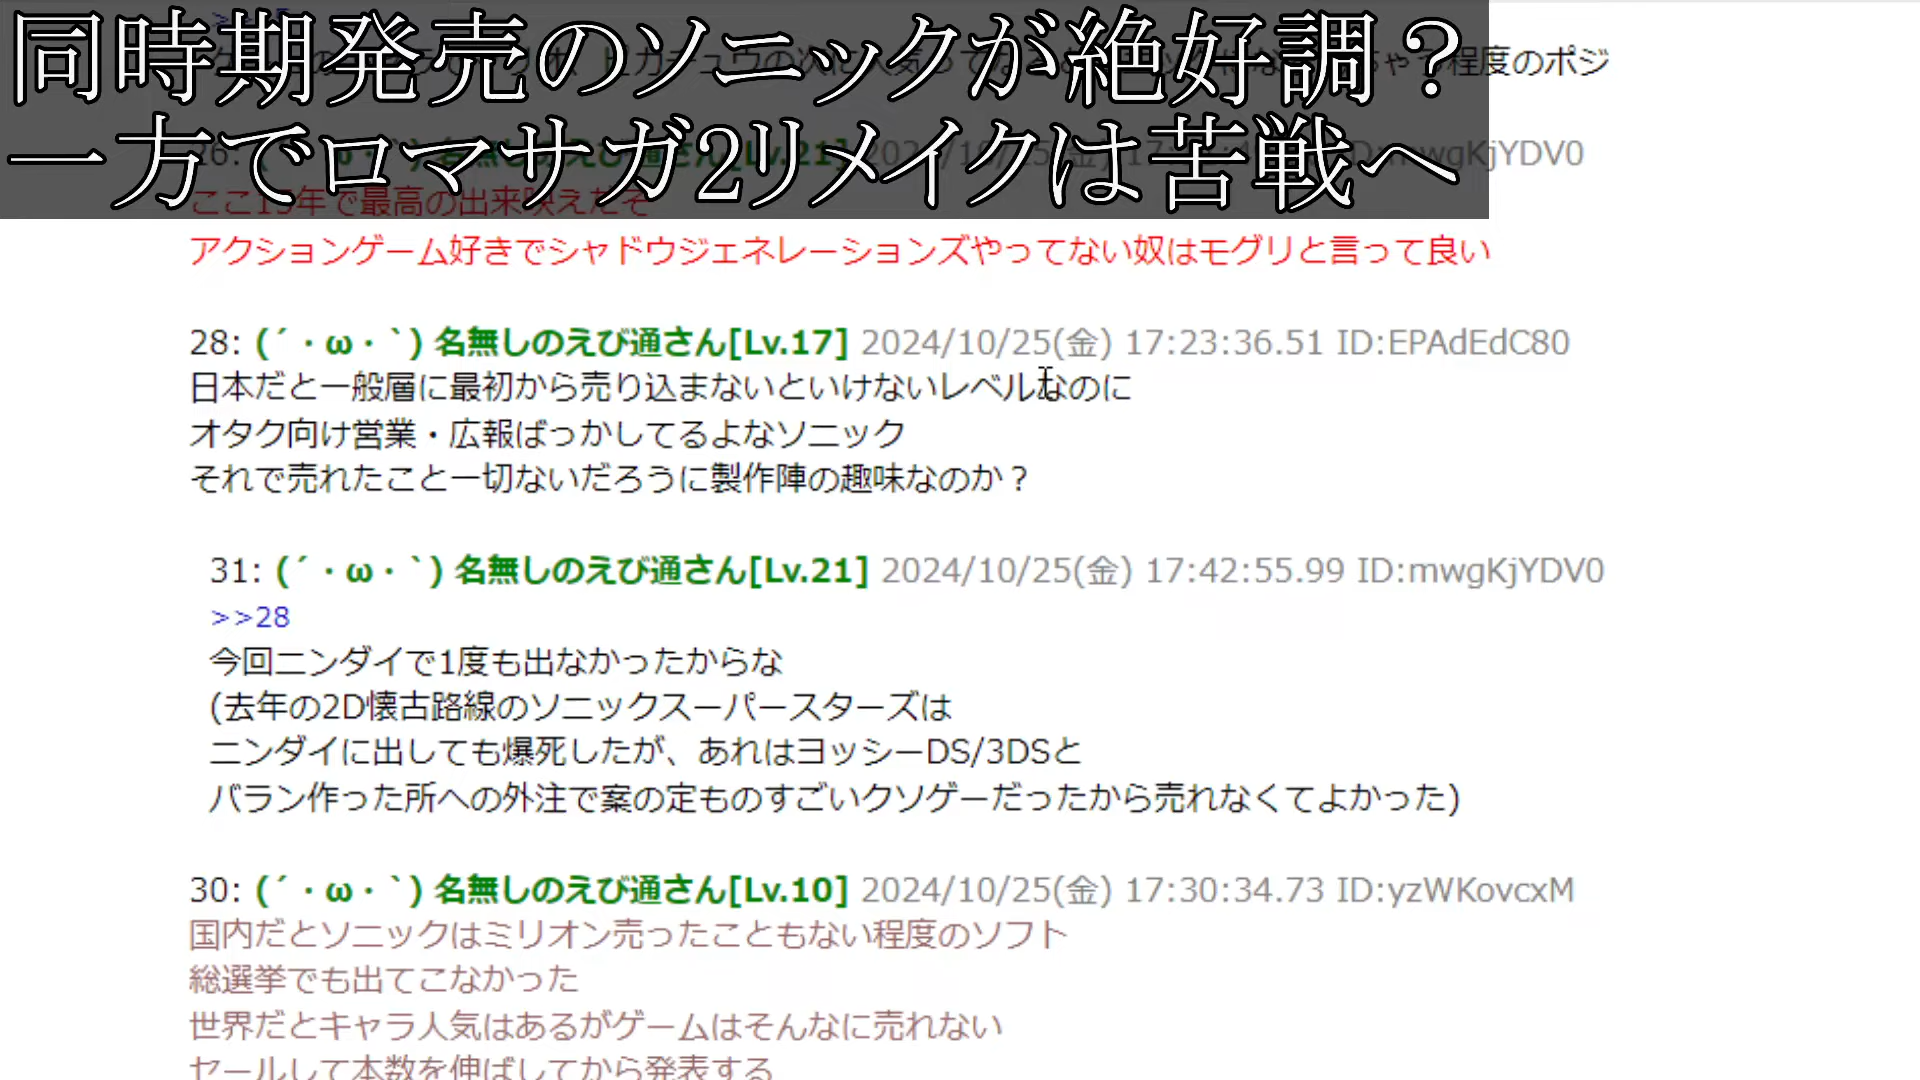 同時期発売のソニックが絶好調？
一方でロマサガ2リメイクは苦戦へ
程度のポジ
ここ15年で最高の出来映えだぞ
アクションゲーム好きでシャドウジェネレーションズやってない奴はモグリと言って良い
28: (´・ω・`) 名無しのえび通さん[Lv.17] 2024/10/25(金) 17:23:36.51 ID:EPAdEdC80
日本だと一般層に最初から売り込まないといけないレベルなのに
オタク向け営業・広報ばっかしてるよなソニック
それで売れたこと一切ないだろうに製作陣の趣味なのか？
31: (´・ω・`) 名無しのえび通さん[Lv.21] 2024/10/25(金) 17:42:55.99 ID:mwgKjYDV0
>>28
今回ニンダイで1度も出なかったからな
(去年の2D懐古路線のソニックスーパースターズは
ニンダイに出しても爆死したが、あれはヨッシーDS/3DSと
バラン作った所への外注で案の定ものすごいクソゲーだったから売れなくてよかった)
30: (´・ω・`) 名無しのえび通さん[Lv.10] 2024/10/25(金) 17:30:34.73 ID:yzWKovcxM
国内だとソニックはミリオン売ったこともない程度のソフト
総選挙でも出てこなかった
世界だとキャラ人気はあるがゲームはそんなに売れない
セールして本数を伸ばしてから発表する